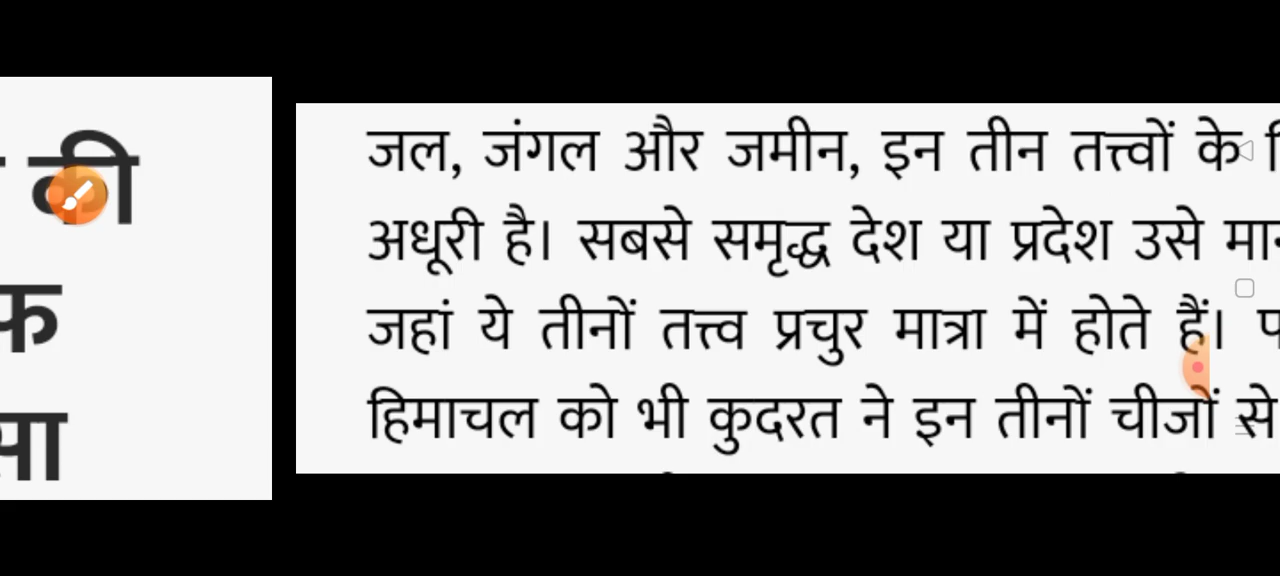 की
जल, जंगल और जमीन, इन तीन तत्त्वों के
अधूरी है। सबसे समृद्ध देश या प्रदेश उसे
जहां ये तीनों तत्त्व प्रचुर मात्रा में होते हैं।
हिमाचल को भी कुदरत ने इन तीनों चीजों से